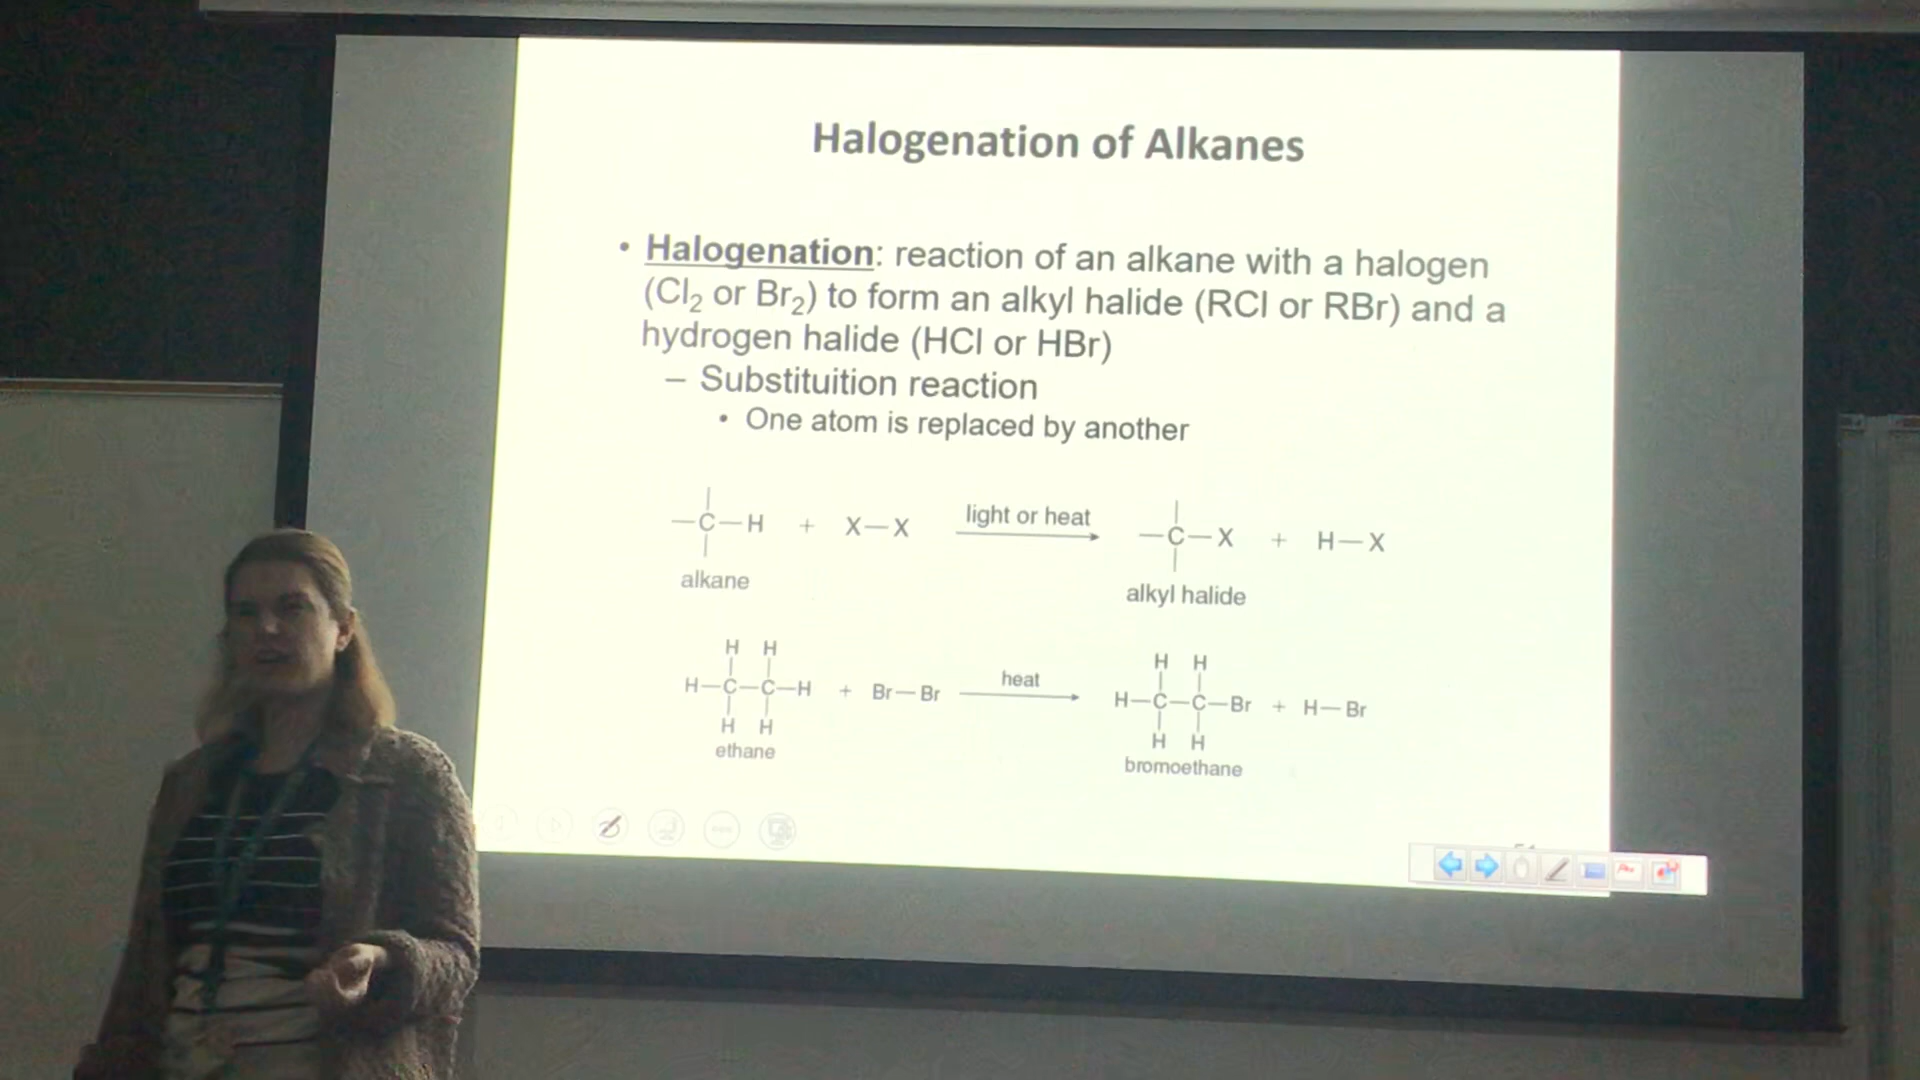 Halogenation of Alkanes
• Halogenation: reaction of an alkane with a halogen
(Cl₂ or Br₂) to form an alkyl halide (RCl or RBr) and a
hydrogen halide (HCl or HBr)
– Substituition reaction
• One atom is replaced by another
—C—H + X—X light or heat —C—X + H—X
alkane
alkyl halide
H H
H—C—C—H + Br—Br heat
H H
ethane
H H
H—C—C—Br + H—Br
H H
bromoethane